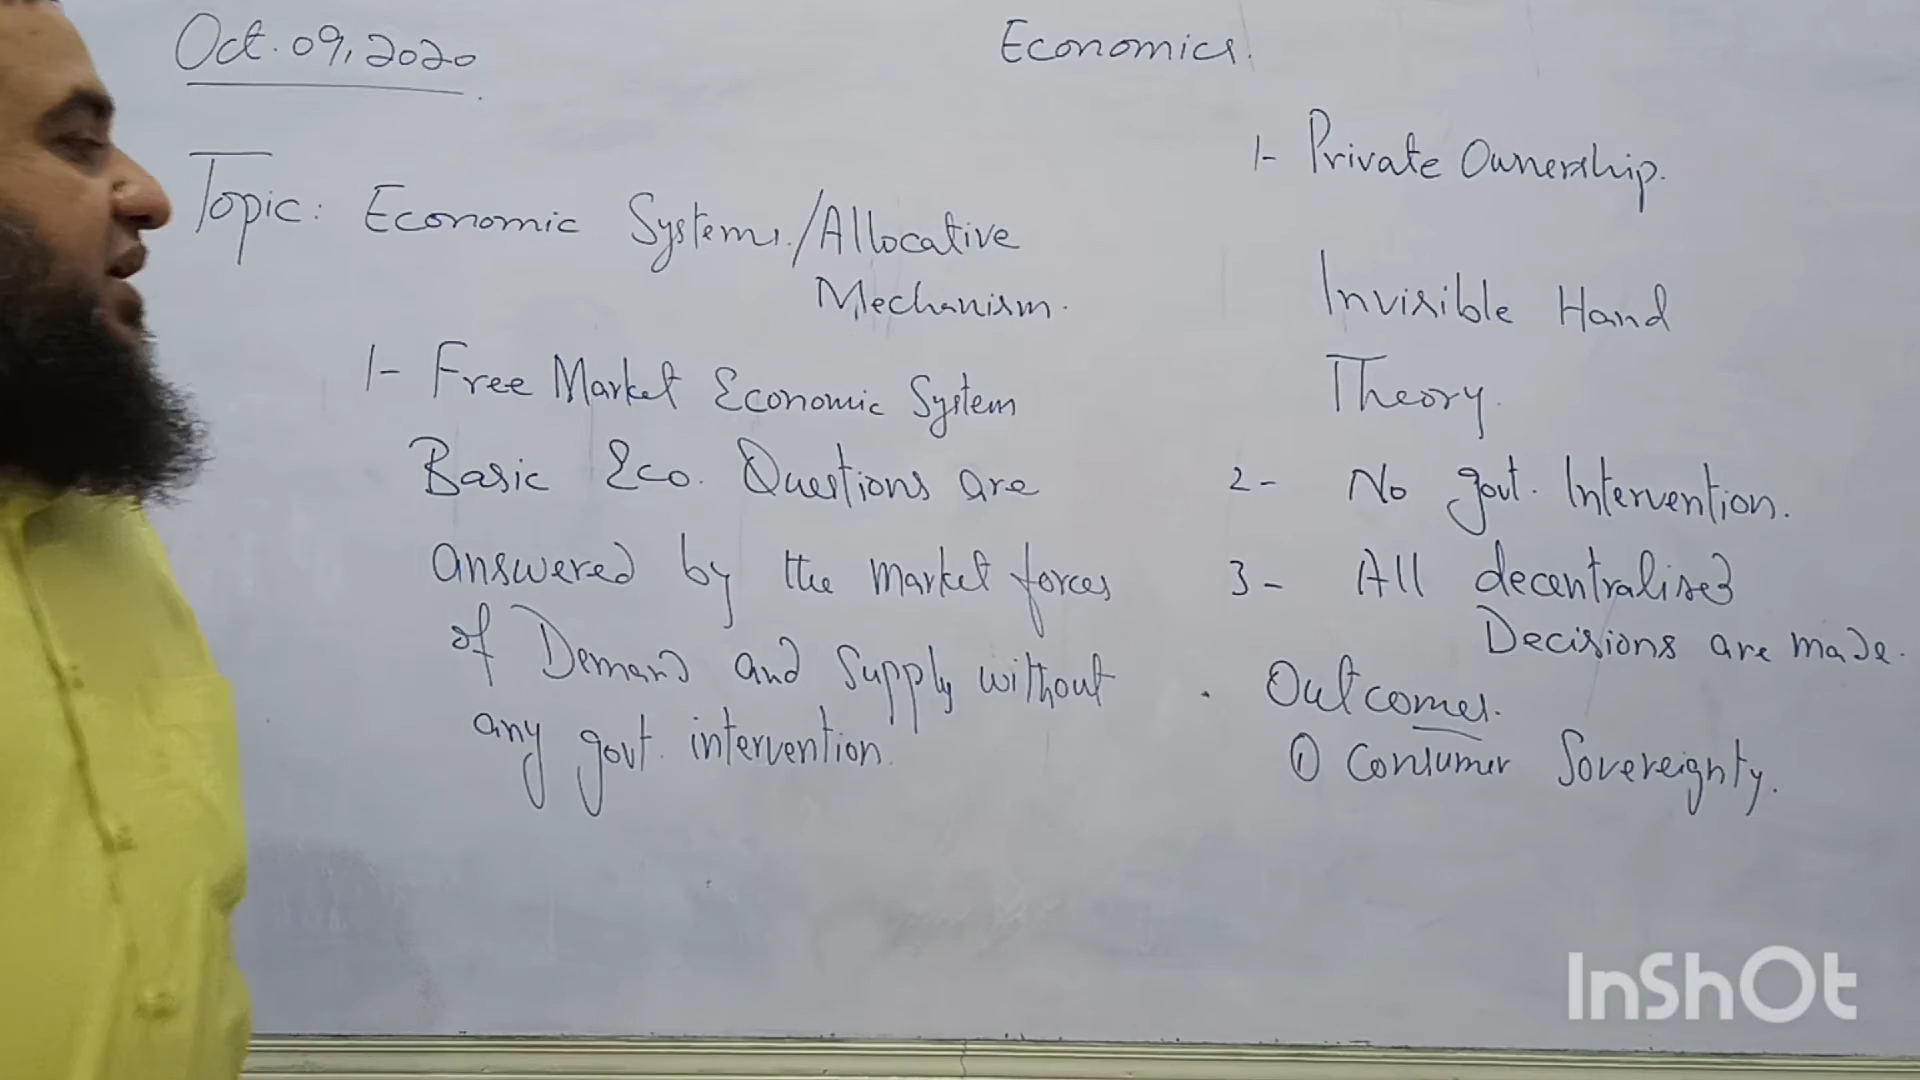 Oct. 09, 2020
Economics.
Topic: Economic Systems./Allocative
Mechanism.
1- Free Market Economic System
Basic Eco. Questions are
answered by the market forces
of Demand and Supply without
any govt. intervention.
1- Private Ownership.
Invisible Hand
Theory.
2- No govt. Intervention.
3- All decentralised
Decisions are made.
Outcomes.
① Consumer Sovereignty.
InShOt